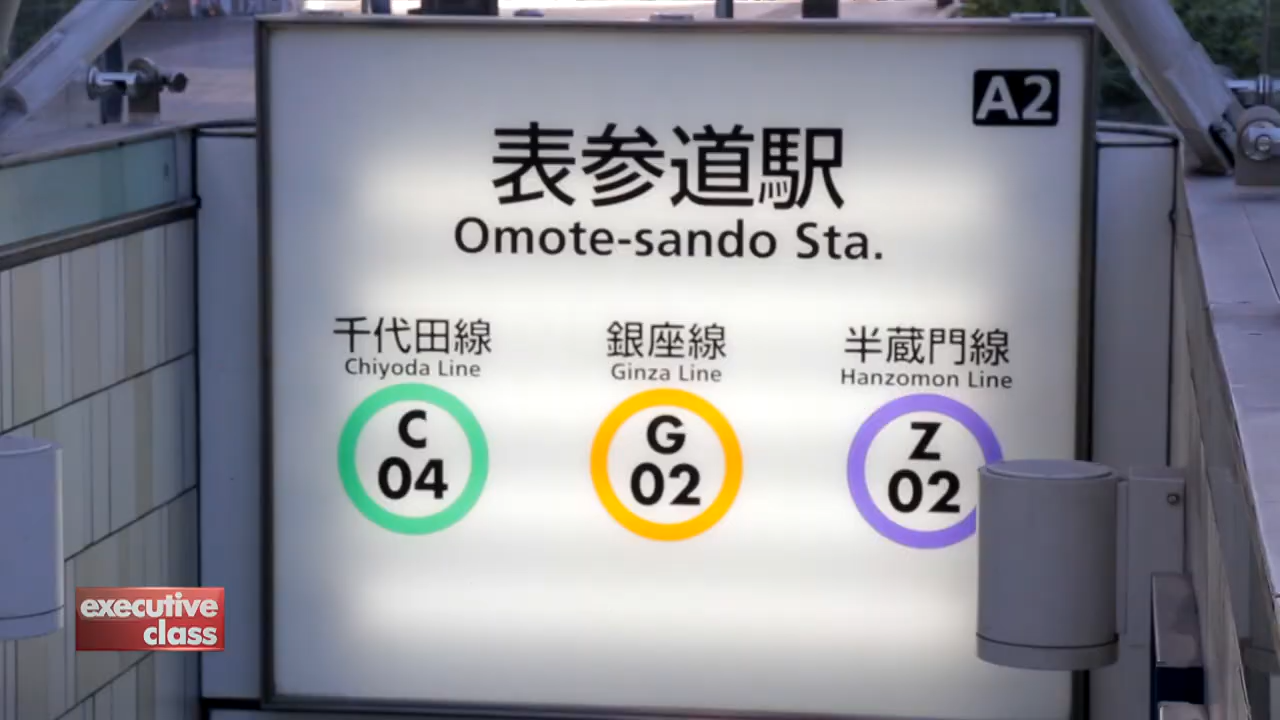 A2
表参道駅
Omote-sando Sta.
千代田線
Chiyoda Line
C
04
銀座線
Ginza Line
G
02
半蔵門線
Hanzomon Line
Z
02
executive
class